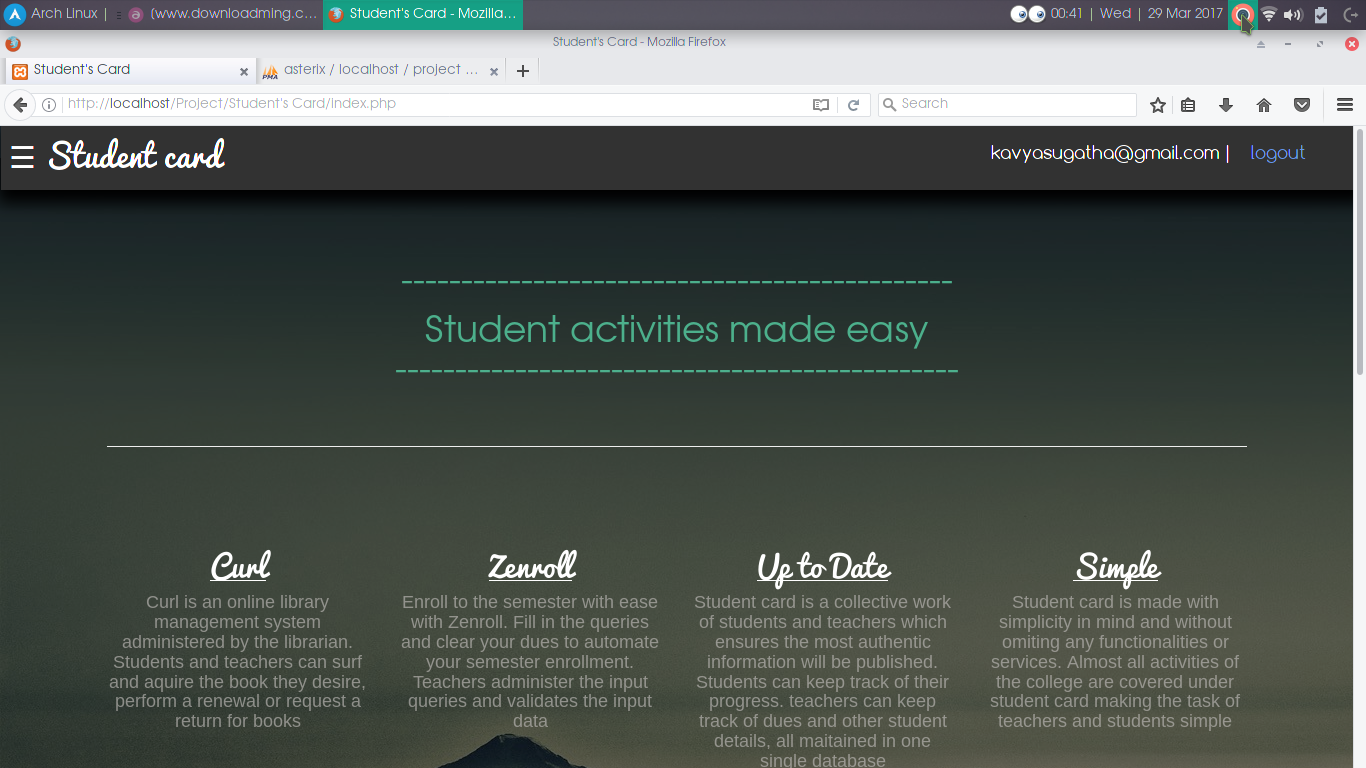 Arch Linux |
[www.downloadming.c...
Student's Card - Mozilla...
00:41 | Wed | 29 Mar 2017
Student's Card - Mozilla Firefox
Student's Card
asterix / localhost / project ...
http://localhost/Project/Student's Card/Index.php
Search
Student card
kavyasugatha@gmail.com |
logout
----------------------------------------------
Student activities made easy
-----------------------------------------------
Curl
Curl is an online library
management system
administered by the librarian.
Students and teachers can surf
and aquire the book they desire,
perform a renewal or request a
return for books
Zenroll
Enroll to the semester with ease
with Zenroll. Fill in the queries
and clear your dues to automate
your semester enrollment.
Teachers administer the input
queries and validates the input
data
Up to Date
Student card is a collective work
of students and teachers which
ensures the most authentic
information will be published.
Students can keep track of their
progress. teachers can keep
track of dues and other student
details, all maitained in one
single database
Simple
Student card is made with
simplicity in mind and without
omiting any functionalities or
services. Almost all activities of
the college are covered under
student card making the task of
teachers and students simple